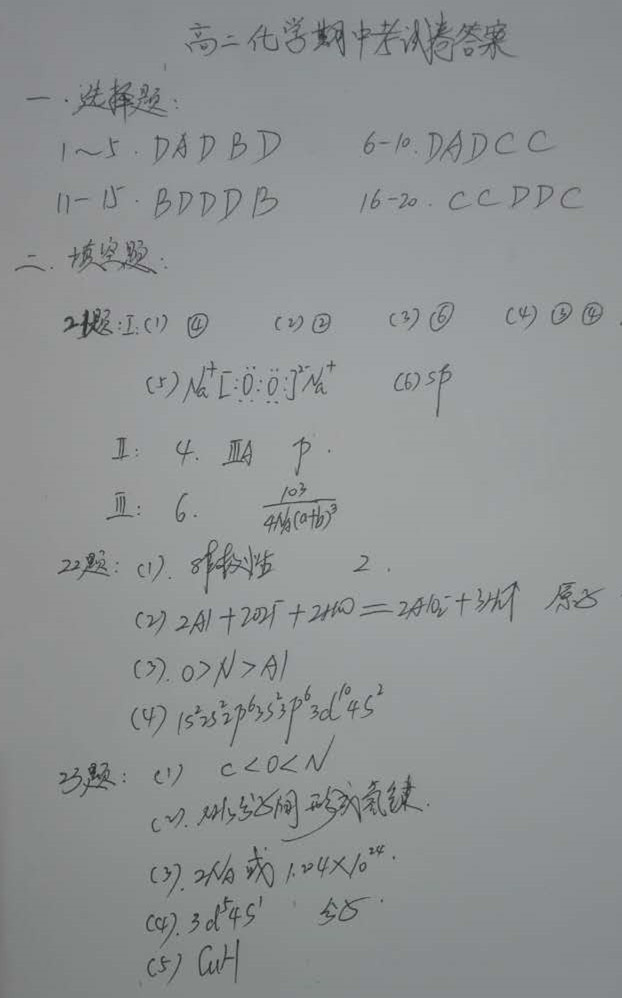 高二化学期中考试卷答案
一.选择题:
1~5. DADBD 6-10. DADCC
11-15. BDDDB 16-20. CCDDC
二.填空题:
21题:I:(1) ④ (2) ② (3) ⑥ (4) ③ ④
(5) Na⁺[:Ö:Ö:]²⁻Na⁺ (6) sp
Ⅱ: 4. ⅢA p.
Ⅲ: 6. 103/4NA(a+b)³
22题: (1). 非极性 2.
(2) 2Al+2OH⁻+2H₂O=2AlO₂⁻+3H₂↑ 原子
(3). O>N>Al
(4) 1s²2s²2p⁶3s²3p⁶3d¹⁰4s²
23题: (1) C<O<N
(2). 分子间形成氢键.
(3). 2NA 或 1.204×10²⁴.
(4). 3d⁵4s¹ 分子.
(5) CuH